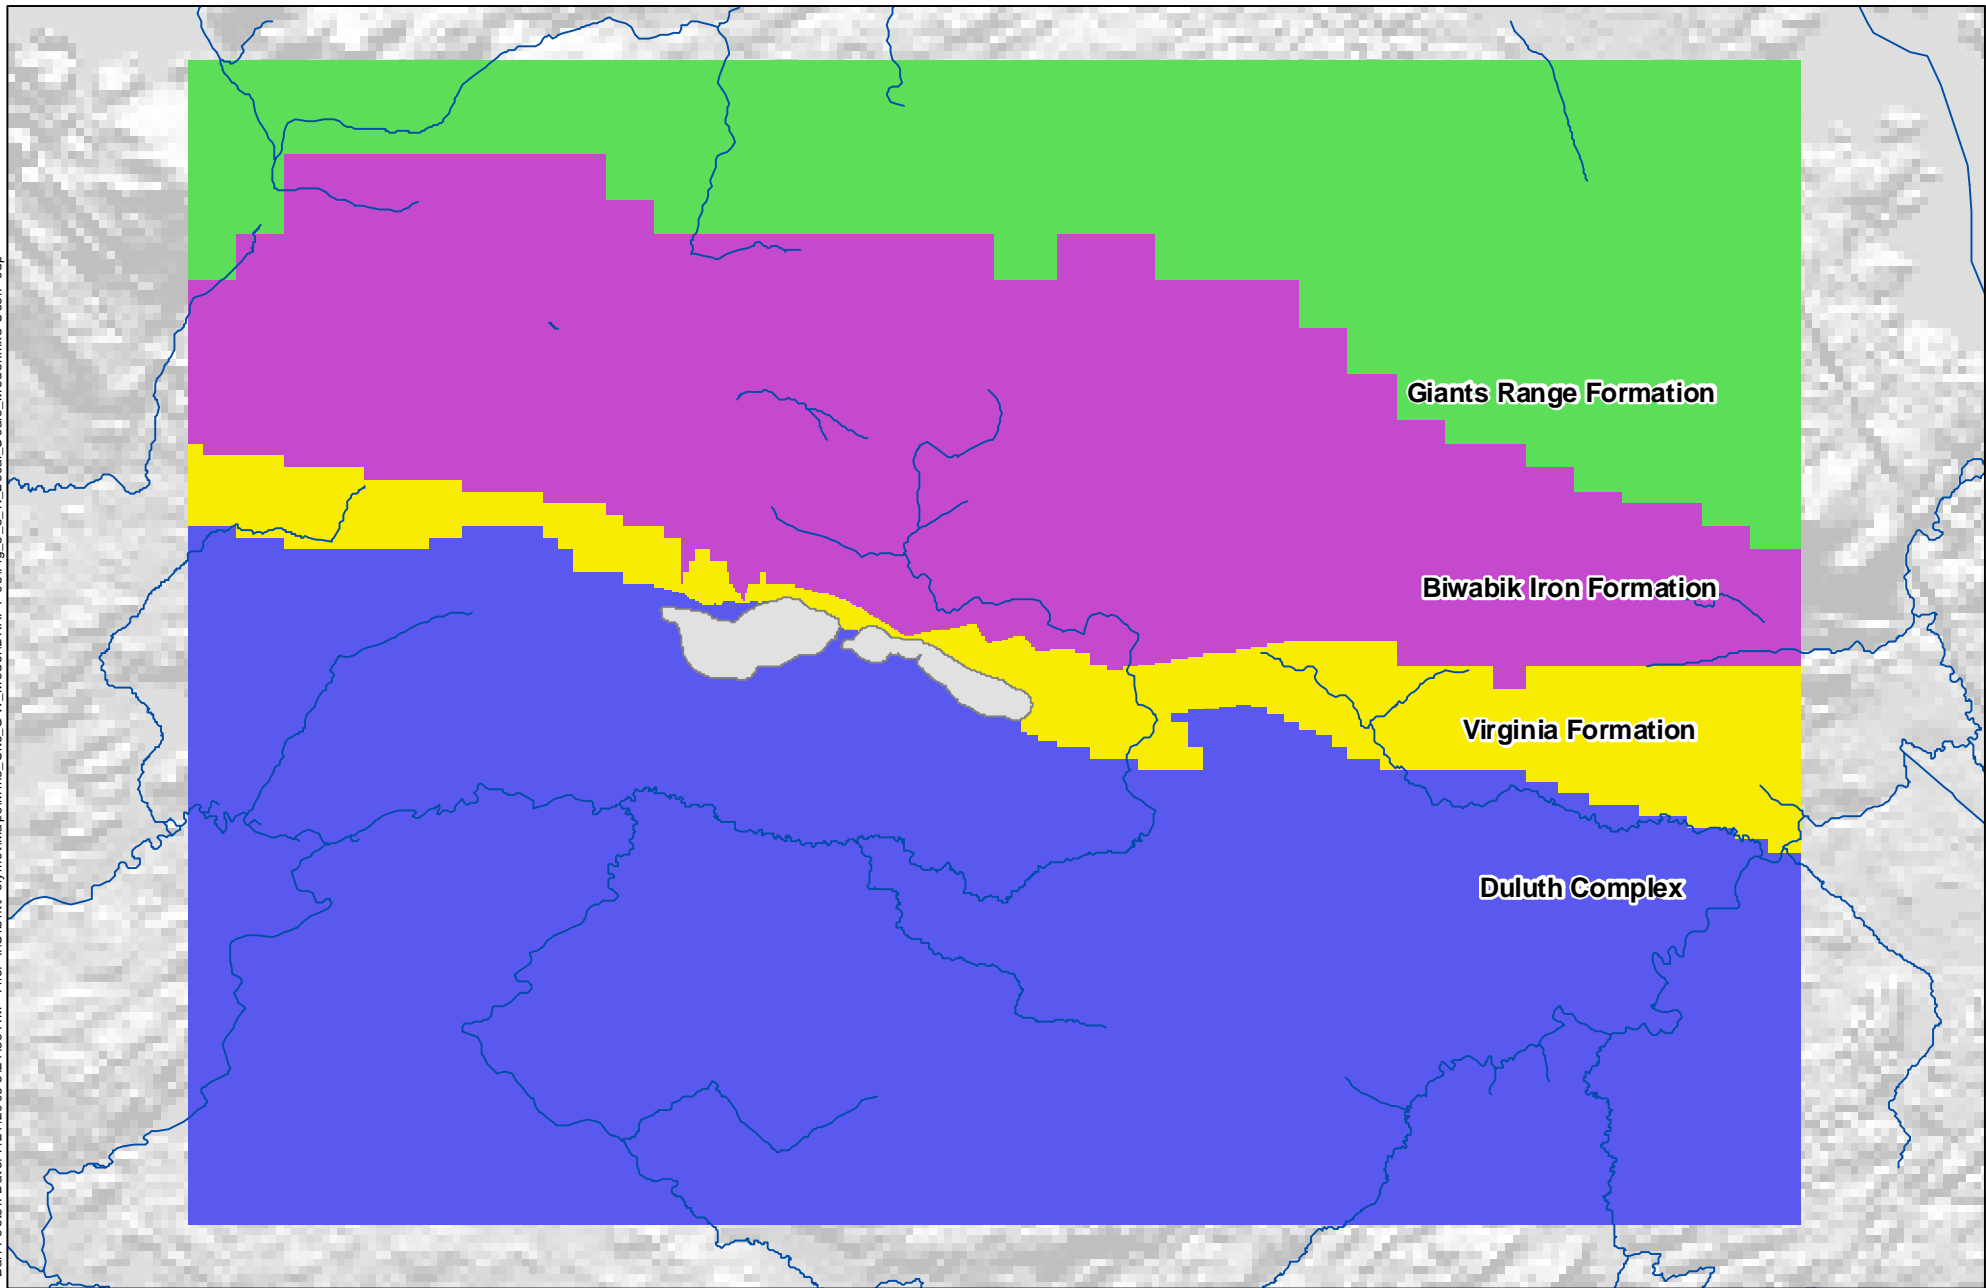 Giants Range Formation
Biwabik Iron Formation
Virginia Formation
Duluth Complex